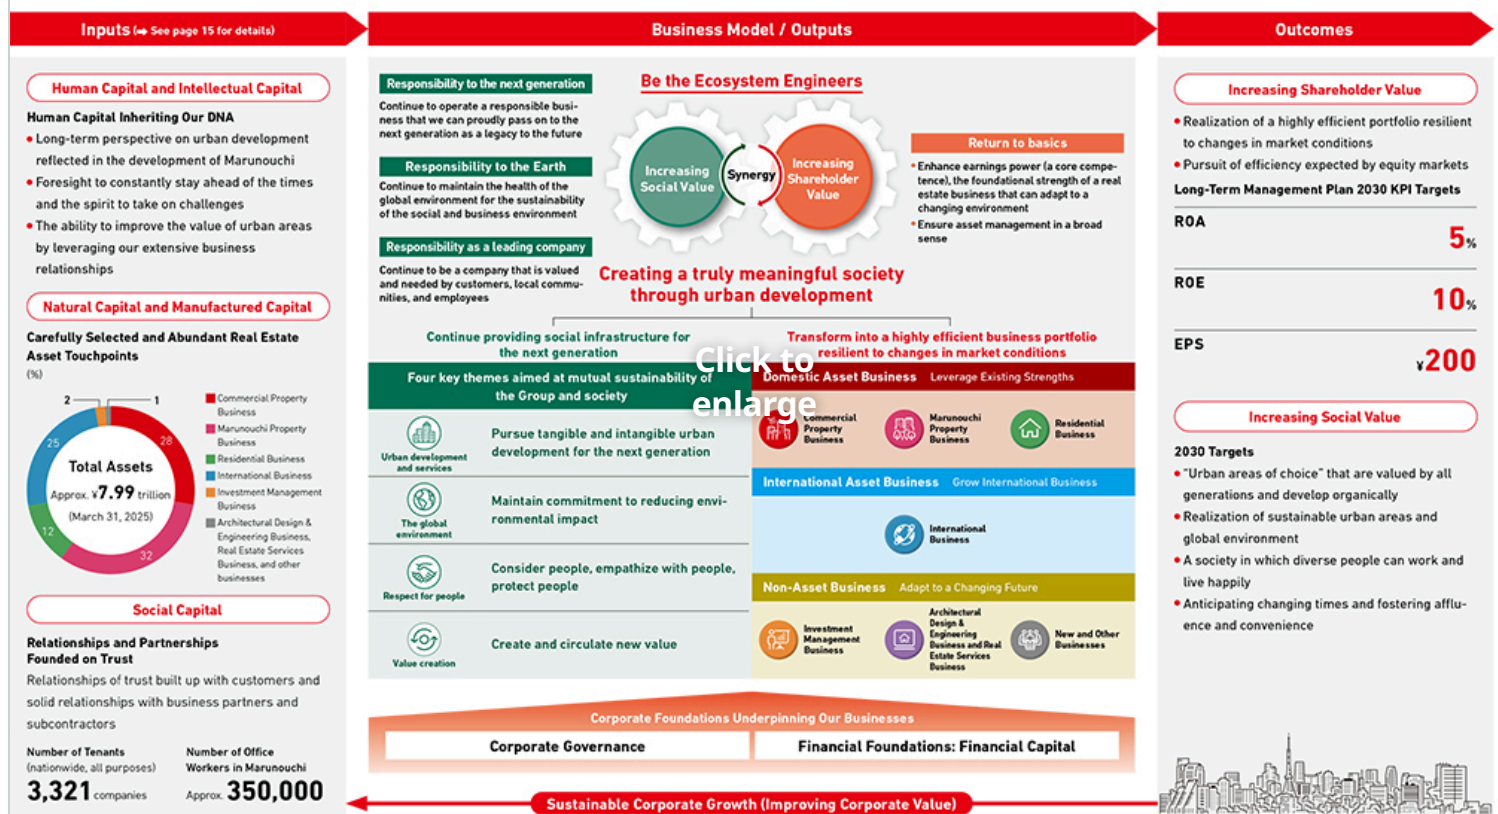 Inputs (➡ See page 15 for details)
Human Capital and Intellectual Capital
Human Capital Inheriting Our DNA
• Long-term perspective on urban development
reflected in the development of Marunouchi
• Foresight to constantly stay ahead of the times
and the spirit to take on challenges
• The ability to improve the value of urban areas
by leveraging our extensive business
relationships
Natural Capital and Manufactured Capital
Carefully Selected and Abundant Real Estate
Asset Touchpoints
(%)
2
1
25
28
12
32
Total Assets
Approx. ¥7.99 trillion
(March 31, 2025)
Commercial Property
Business
Marunouchi Property
Business
Residential Business
International Business
Investment Management
Business
Architectural Design &
Engineering Business,
Real Estate Services
Business, and other
businesses
Social Capital
Relationships and Partnerships
Founded on Trust
Relationships of trust built up with customers and
solid relationships with business partners and
subcontractors
Number of Tenants
(nationwide, all purposes)
3,321 companies
Number of Office
Workers in Marunouchi
Approx. 350,000
Business Model / Outputs
Responsibility to the next generation
Continue to operate a responsible busi-
ness that we can proudly pass on to the
next generation as a legacy to the future
Responsibility to the Earth
Continue to maintain the health of the
global environment for the sustainability
of the social and business environment
Responsibility as a leading company
Continue to be a company that is valued
and needed by customers, local commu-
nities, and employees
Be the Ecosystem Engineers
Increasing
Social Value
Synergy
Increasing
Shareholder
Value
Return to basics
• Enhance earnings power (a core compe-
tence), the foundational strength of a real
estate business that can adapt to a
changing environment
• Ensure asset management in a broad
sense
Creating a truly meaningful society
through urban development
Continue providing social infrastructure for
the next generation
Transform into a highly efficient business portfolio
resilient to changes in market conditions
Click to
enlarge
Four key themes aimed at mutual sustainability of
the Group and society
Urban development
and services
Pursue tangible and intangible urban
development for the next generation
The global
environment
Maintain commitment to reducing envi-
ronmental impact
Respect for people
Consider people, empathize with people,
protect people
Value creation
Create and circulate new value
Domestic Asset Business Leverage Existing Strengths
Commercial
Property
Business
Marunouchi
Property
Business
Residential
Business
International Asset Business Grow International Business
International
Business
Non-Asset Business Adapt to a Changing Future
Investment
Management
Business
Architectural
Design &
Engineering
Business and Real
Estate Services
Business
New and Other
Businesses
Corporate Foundations Underpinning Our Businesses
Corporate Governance
Financial Foundations: Financial Capital
Sustainable Corporate Growth (Improving Corporate Value)
Outcomes
Increasing Shareholder Value
• Realization of a highly efficient portfolio resilient
to changes in market conditions
• Pursuit of efficiency expected by equity markets
Long-Term Management Plan 2030 KPI Targets
ROA
5%
ROE
10%
EPS
¥200
Increasing Social Value
2030 Targets
• "Urban areas of choice" that are valued by all
generations and develop organically
• Realization of sustainable urban areas and
global environment
• A society in which diverse people can work and
live happily
• Anticipating changing times and fostering afflu-
ence and convenience